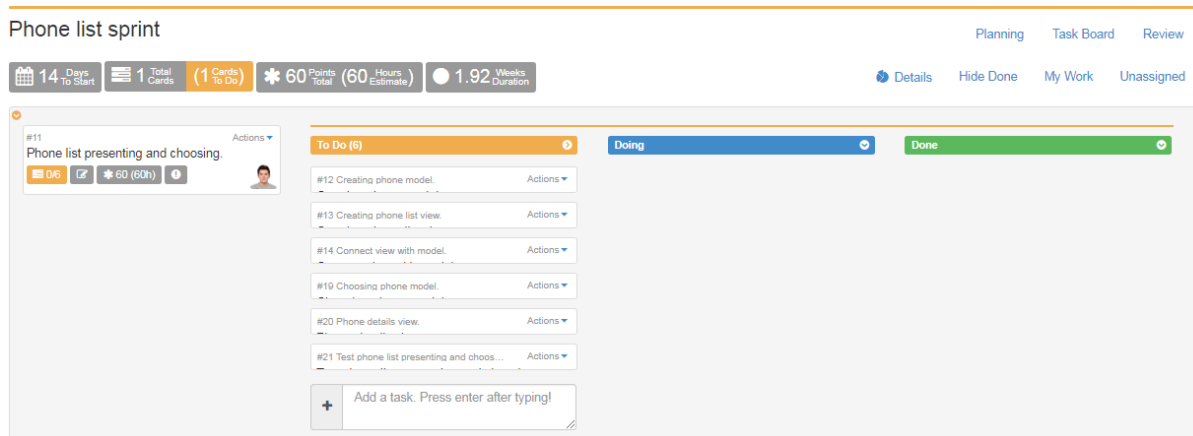 Phone list sprint
Planning Task Board Review
14 Days To Start 1 Total Cards (1 Cards To Do) 60 Points Total (60 Hours Estimate) 1.92 Weeks Duration
Details Hide Done My Work Unassigned
#11 Actions
Phone list presenting and choosing.
0/6 60 (60h)
To Do (6) Doing Done
#12 Creating phone model. Actions
#13 Creating phone list view. Actions
#14 Connect view with model. Actions
#19 Choosing phone model. Actions
#20 Phone details view. Actions
#21 Test phone list presenting and choos... Actions
+ Add a task. Press enter after typing!